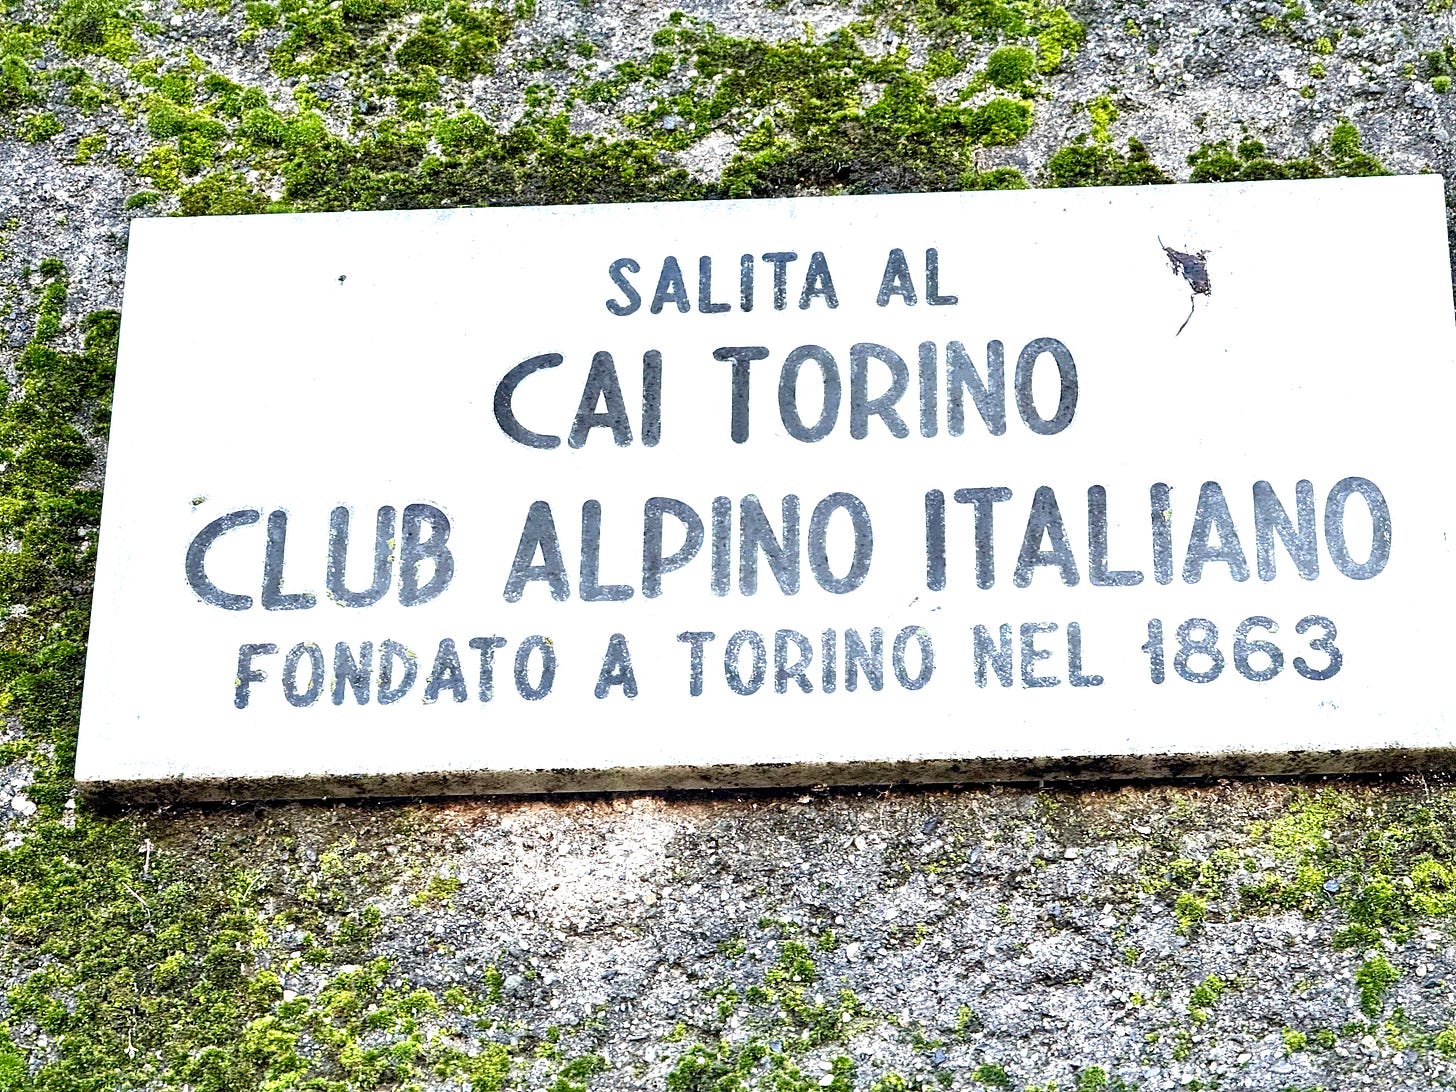 SALITA AL
CAI TORINO
CLUB ALPINO ITALIANO
FONDATO A TORINO NEL 1863